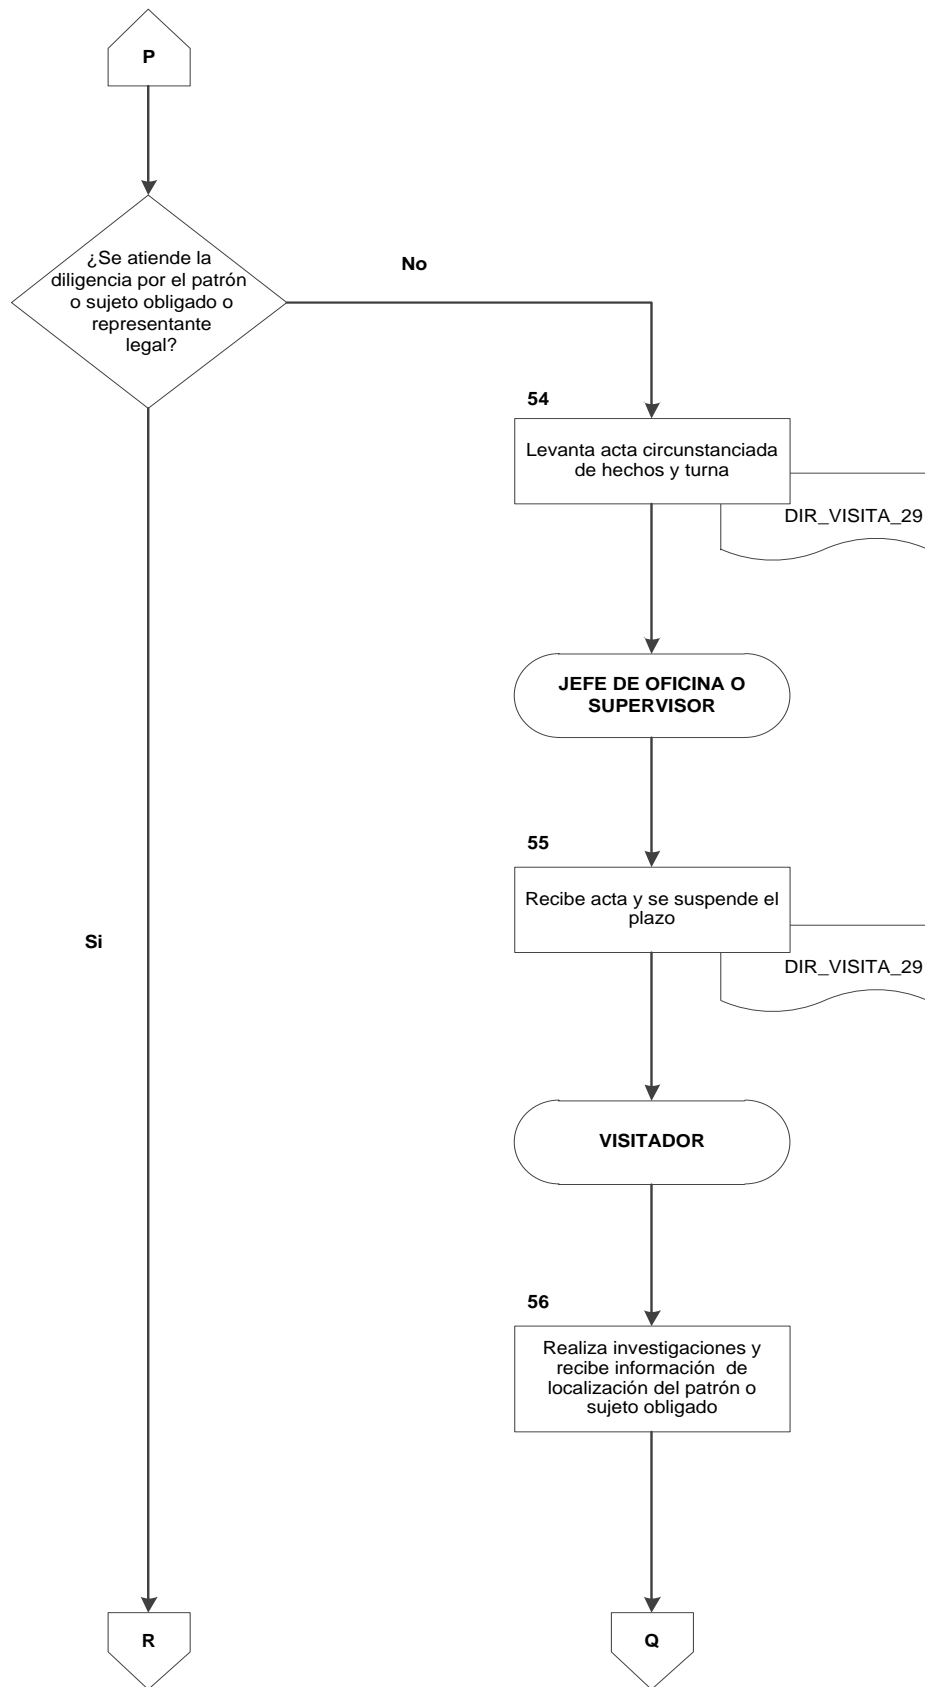 P
¿Se atiende la
diligencia por el patrón
o sujeto obligado o
representante
legal?
No
54
Levanta acta circunstanciada
de hechos y turna
DIR_VISITA_29
JEFE DE OFICINA O
SUPERVISOR
55
Recibe acta y se suspende el
plazo
DIR_VISITA_29
Si
VISITADOR
56
Realiza investigaciones y
recibe información de
localización del patrón o
sujeto obligado
R
Q